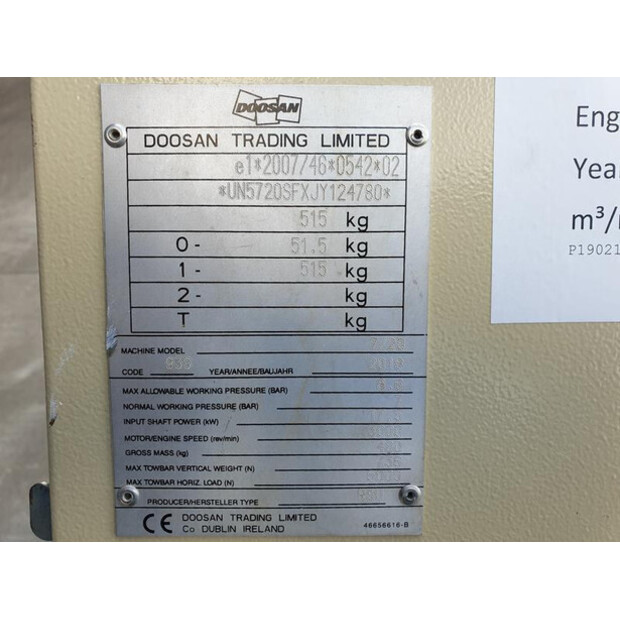 DOOSAN
DOOSAN TRADING LIMITED
e1*2007/46*0542*02
*UN5720SFXJY124780*
515 kg
0- 51.5 kg
1- 515 kg
2- kg
T kg
MACHINE MODEL 7/20
CODE YEAR/ANNEE/BAUJAHR
MAX ALLOWABLE WORKING PRESSURE (BAR)
NORMAL WORKING PRESSURE (BAR) 7
INPUT SHAFT POWER (kW)
MOTOR/ENGINE SPEED (rev/min)
GROSS MASS (kg)
MAX TOWBAR VERTICAL WEIGHT (N)
MAX TOWBAR HORIZ. LOAD (N)
PRODUCER/HERSTELLER TYPE
CE DOOSAN TRADING LIMITED
Co DUBLIN IRELAND 46656616-B
Eng
Yea
m³/
P19021